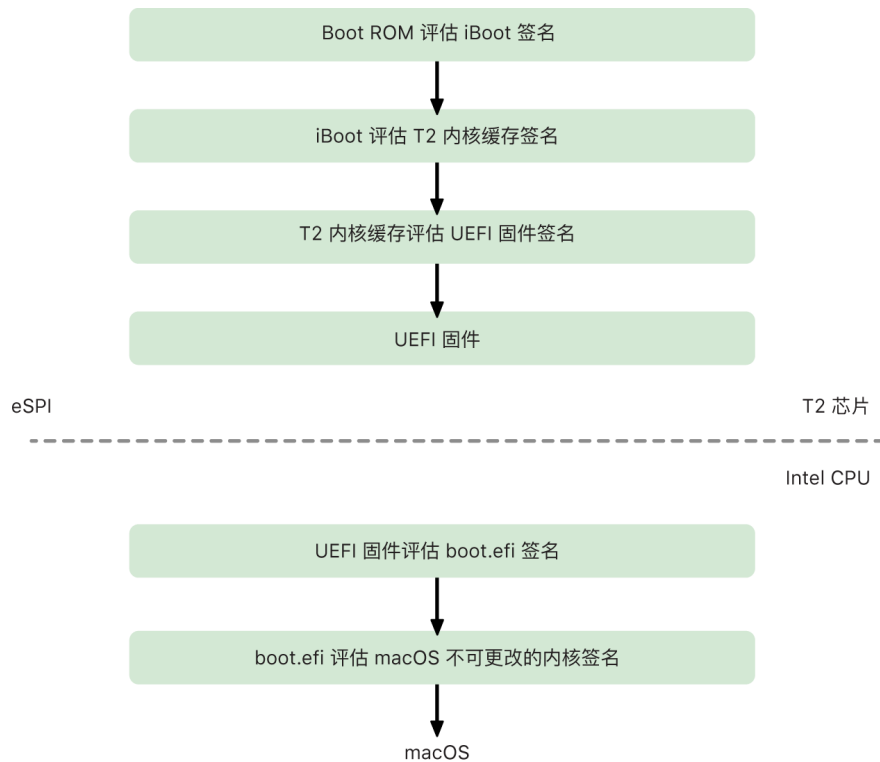 Boot ROM 评估 iBoot 签名
iBoot 评估 T2 内核缓存签名
T2 内核缓存评估 UEFI 固件签名
UEFI 固件
eSPI
T2 芯片
Intel CPU
UEFI 固件评估 boot.efi 签名
boot.efi 评估 macOS 不可更改的内核签名
macOS